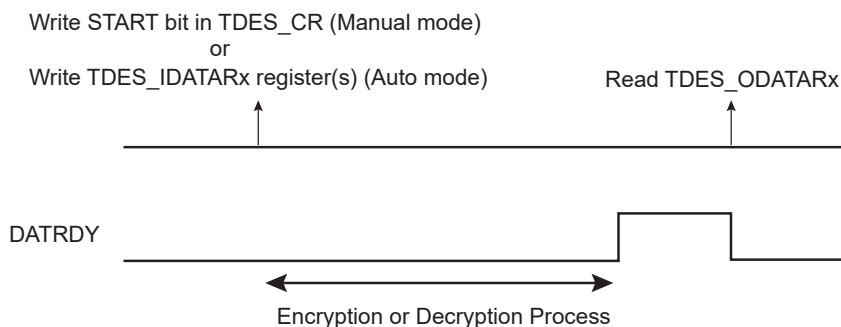 Write START bit in TDES_CR (Manual mode)
or
Write TDES_IDATARx register(s) (Auto mode)
Read TDES_ODATARx
DATRDY
Encryption or Decryption Process